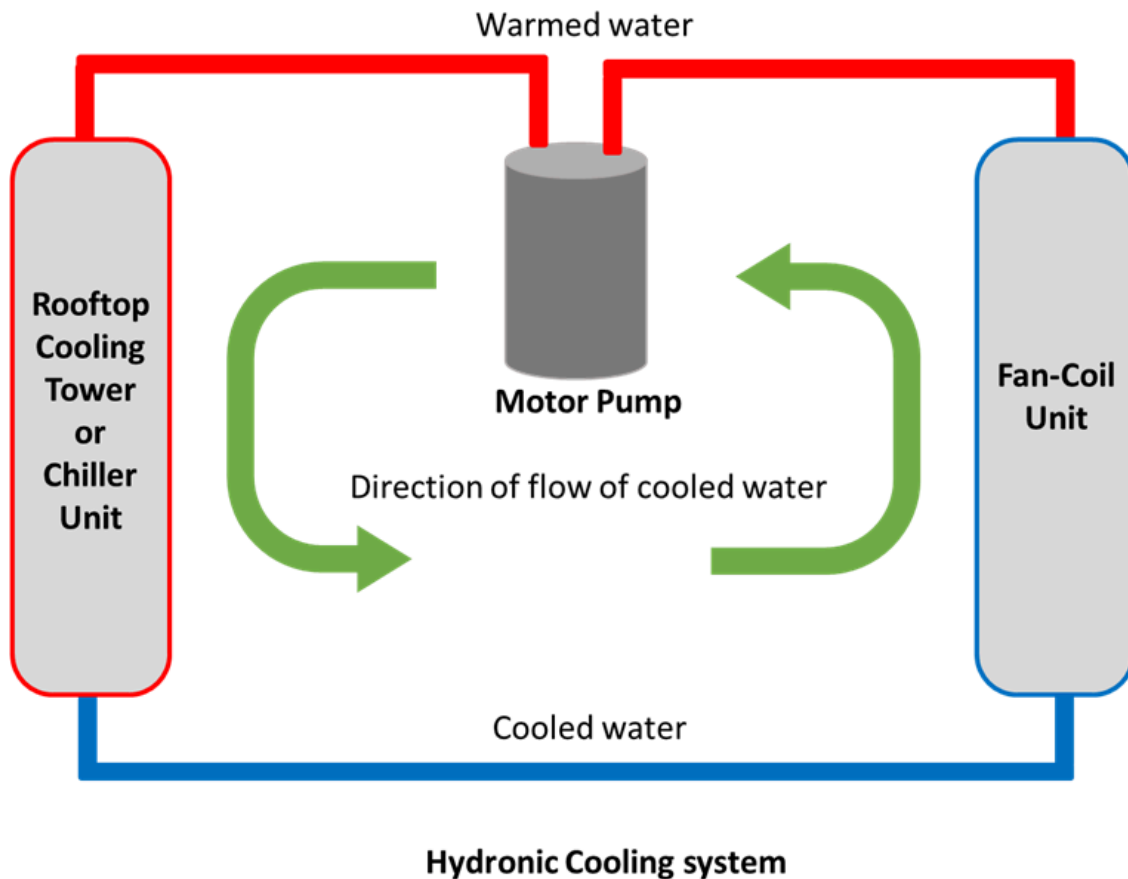 Warmed water
Rooftop
Cooling
Tower
or
Chiller
Unit
Motor Pump
Fan-Coil
Unit
Direction of flow of cooled water
Cooled water
Hydronic Cooling system